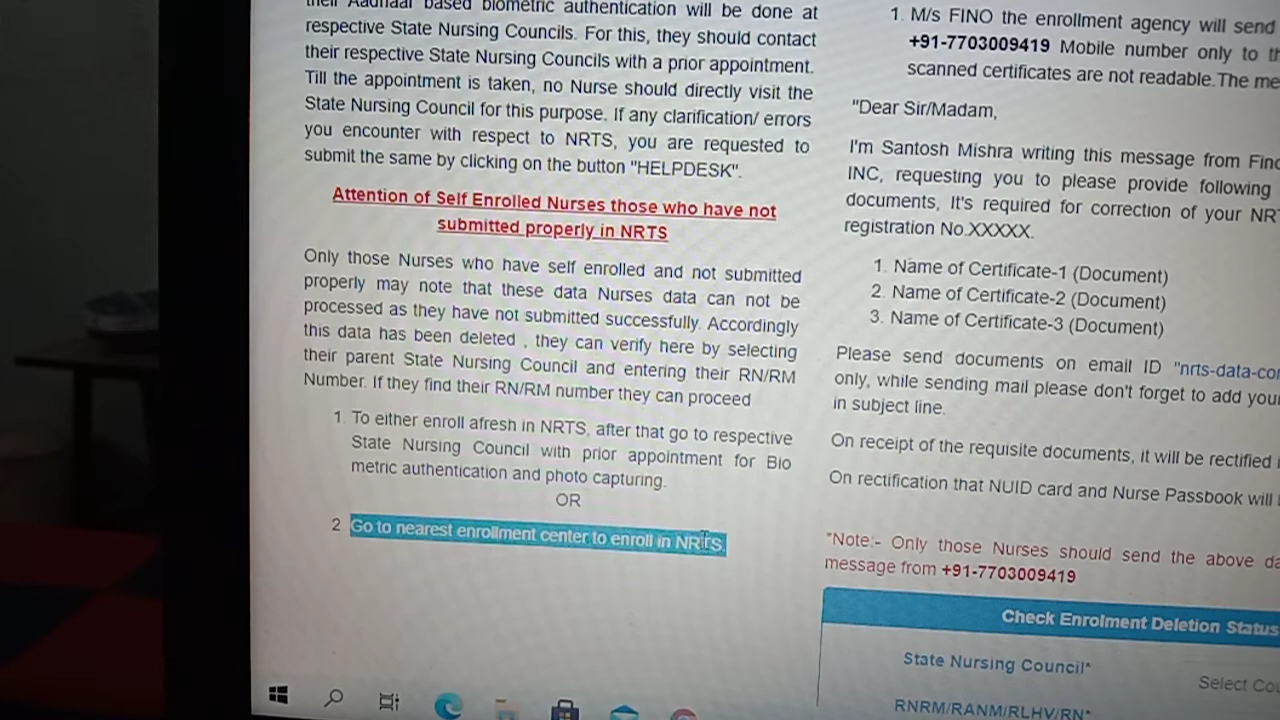 their Aadhaar based biometric authentication will be done at
respective State Nursing Councils. For this, they should contact
their respective State Nursing Councils with a prior appointment.
Till the appointment is taken, no Nurse should directly visit the
State Nursing Council for this purpose. If any clarification/ errors
you encounter with respect to NRTS, you are requested to
submit the same by clicking on the button "HELPDESK".
Attention of Self Enrolled Nurses those who have not
submitted properly in NRTS
Only those Nurses who have self enrolled and not submitted
properly may note that these data Nurses data can not be
processed as they have not submitted successfully. Accordingly
this data has been deleted , they can verify here by selecting
their parent State Nursing Council and entering their RN/RM
Number. If they find their RN/RM number they can proceed
1. To either enroll afresh in NRTS, after that go to respective
State Nursing Council with prior appointment for Bio
metric authentication and photo capturing.
OR
2. Go to nearest enrollment center to enroll in NRTS.
1. M/s FINO the enrollment agency will send
+91-7703009419 Mobile number only to
scanned certificates are not readable.The
"Dear Sir/Madam,
I'm Santosh Mishra writing this message from
INC, requesting you to please provide following
documents, It's required for correction of your
registration No.XXXXX.
1. Name of Certificate-1 (Document)
2. Name of Certificate-2 (Document)
3. Name of Certificate-3 (Document)
Please send documents on email ID "nrts-data-
only, while sending mail please don't forget to add
in subject line.
On receipt of the requisite documents, it will be rectified
On rectification that NUID card and Nurse Passbook will
*Note:- Only those Nurses should send the above
message from +91-7703009419
Check Enrolment Deletion Status
State Nursing Council*
Select
RNRM/RANM/RLHV/RN*